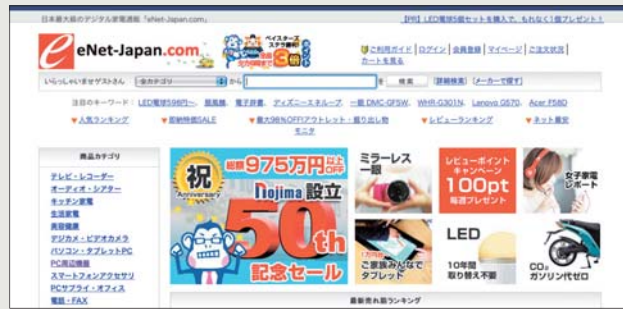 日本最大級のデジタル家電通販「eNet-Japan.com」
【PR】LED電球5個セットを購入で、もれなく1個プレゼント!
eNet-Japan.com
ベイスターズ
3倍
ご利用ガイド | ログイン | 会員登録 | マイページ | ご注文状況 |
カートを見る
いらっしゃいませゲストさん 全カテゴリ から を 検索 [詳細検索] [メーカーで探す]
注目のキーワード: LED電球598円~、扇風機、電子辞書、ディズニースネルプ、一眼 DMC-GF5W、WHR-G301N、Lenovo G570、Acer F58D
▼人気ランキング ▼即納特価SALE ▼最大98%OFF!アウトレット・掘り出し物 ▼レビューランキング ▼ネット最安
モニタ
商品カテゴリ
テレビ・レコーダー
オーディオ・シアター
キッチン家電
生活家電
美容健康
デジカメ・ビデオカメラ
パソコン・タブレットPC
PC周辺機器
スマートフォンアクセサリ
PCサプライ・オフィス
電話・FAX
祝
Anniversary
総額975万円以上OFF
Nojima 設立
50th
記念セール
ミラーレス
一眼
レビューポイント
キャンペーン
100pt
毎週プレゼント
女子家電
レポート
1万円台
ご家族みんなで
タブレット
LED
10年間
取り替え不要
CO₂
ガソリン代ゼロ
最新売れ筋ランキング